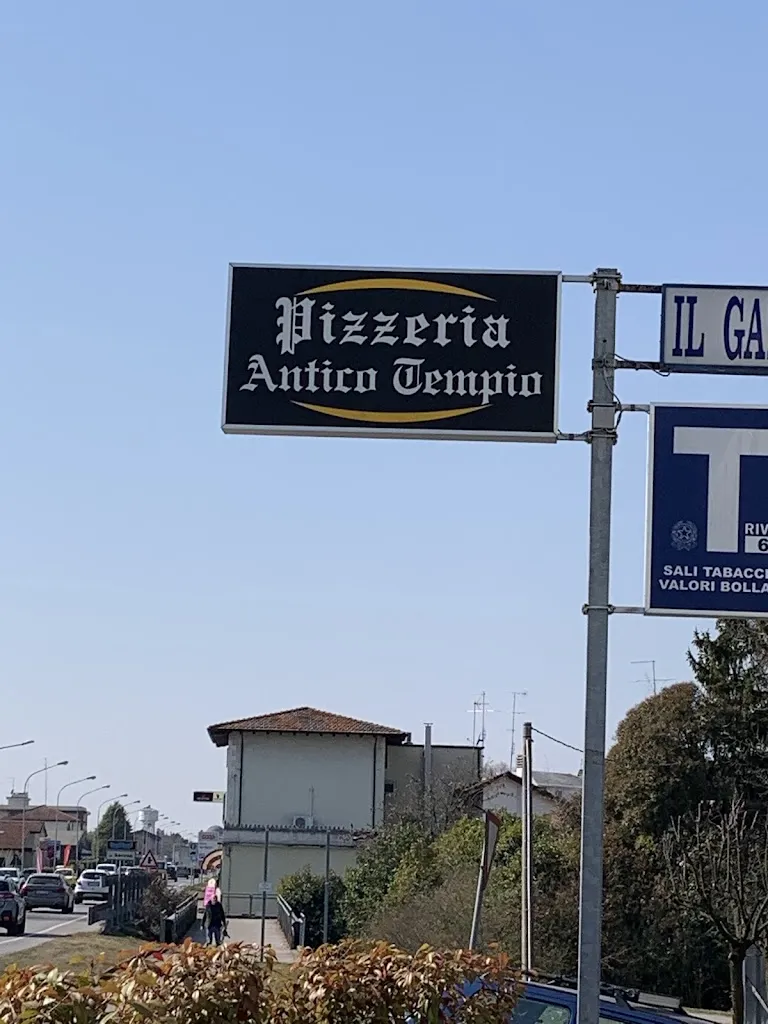 Pizzeria
Antico Tempio
IL GA
T
RIV
6
SALI TABACC
VALORI BOLLA